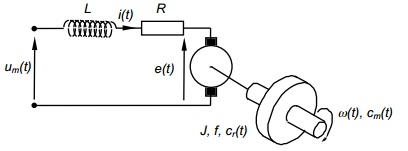 L
i(t)
R
u_m(t)
e(t)
ω(t), c_m(t)
J, f, c_r(t)